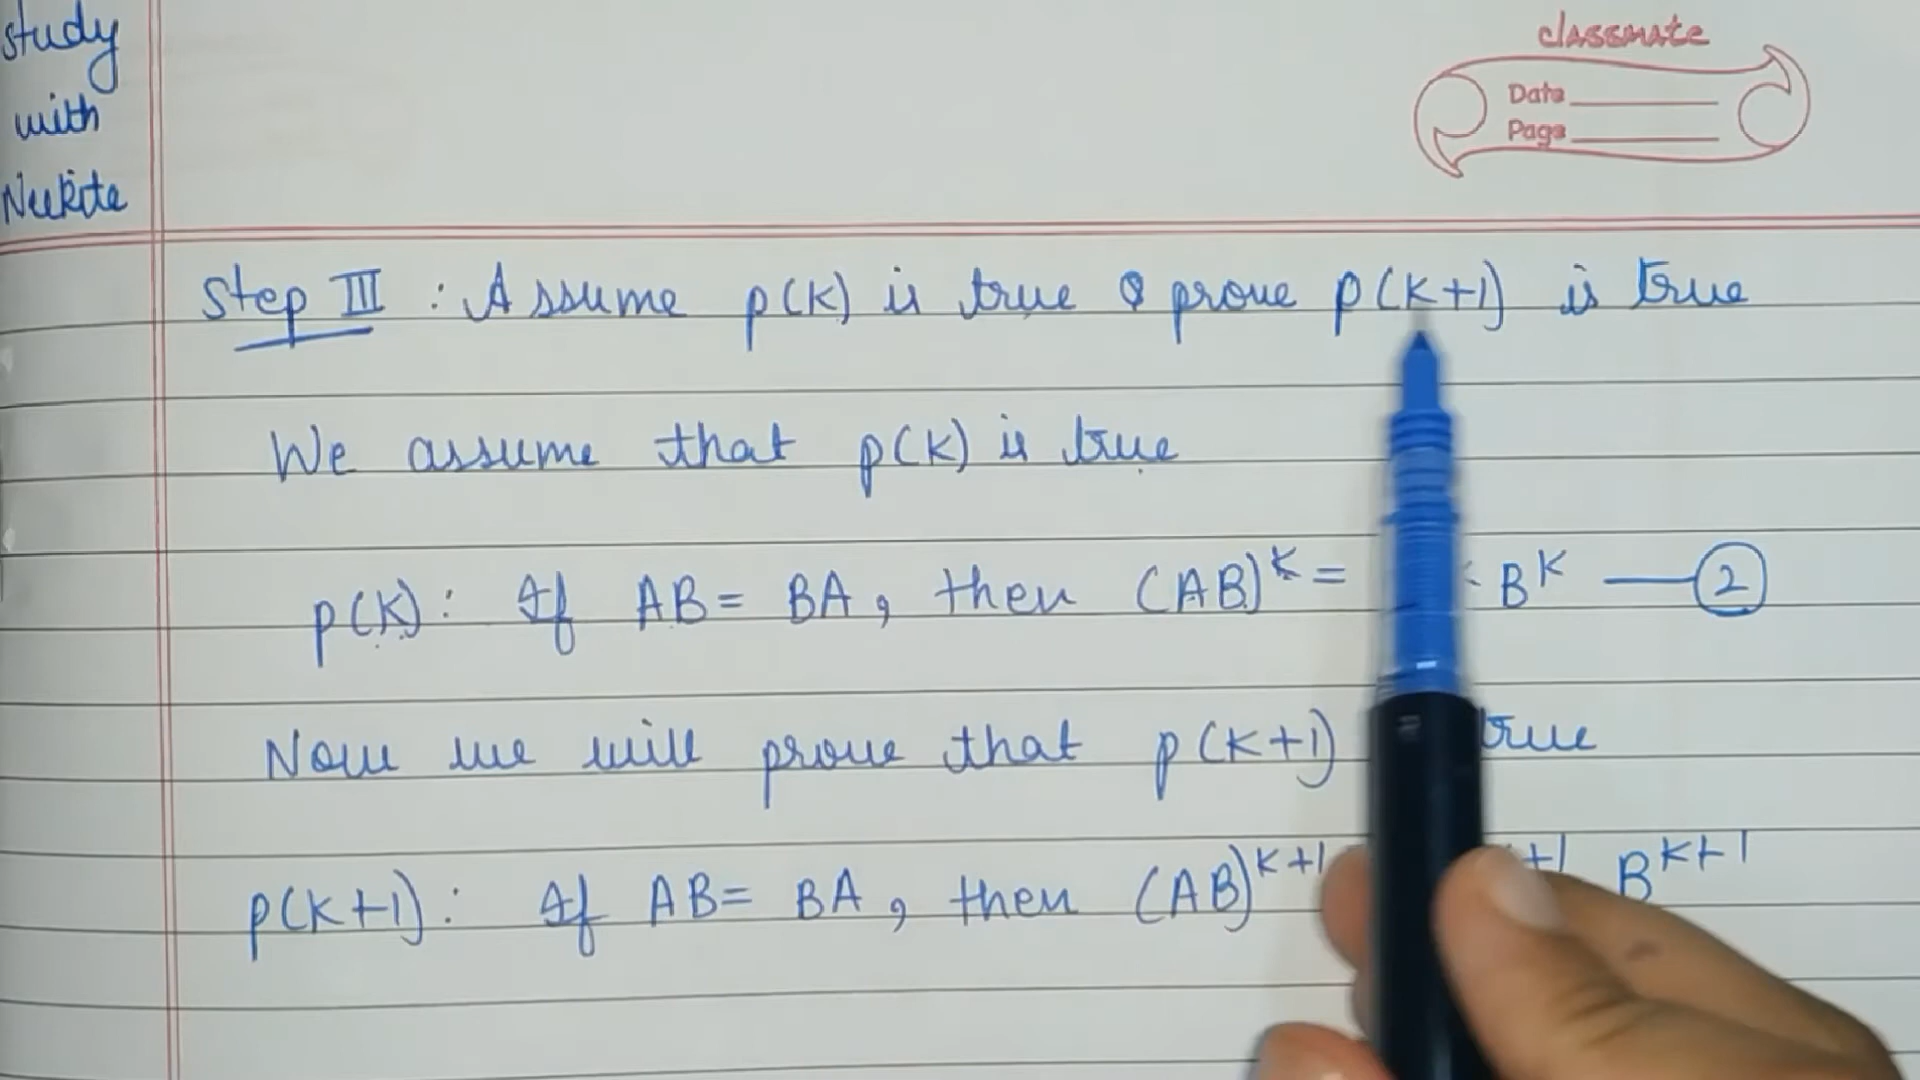 study
with
classmate
Date
Page
Step III : Assume p(K) is true & prove p(K+1) is true
We assume that p(K) is true
p(K) : If AB = BA, then (AB)^K = B^K — 2
Now we will prove that p(K+1) true
p(K+1) : If AB = BA, then (AB)^K+1 +1 B^K+1